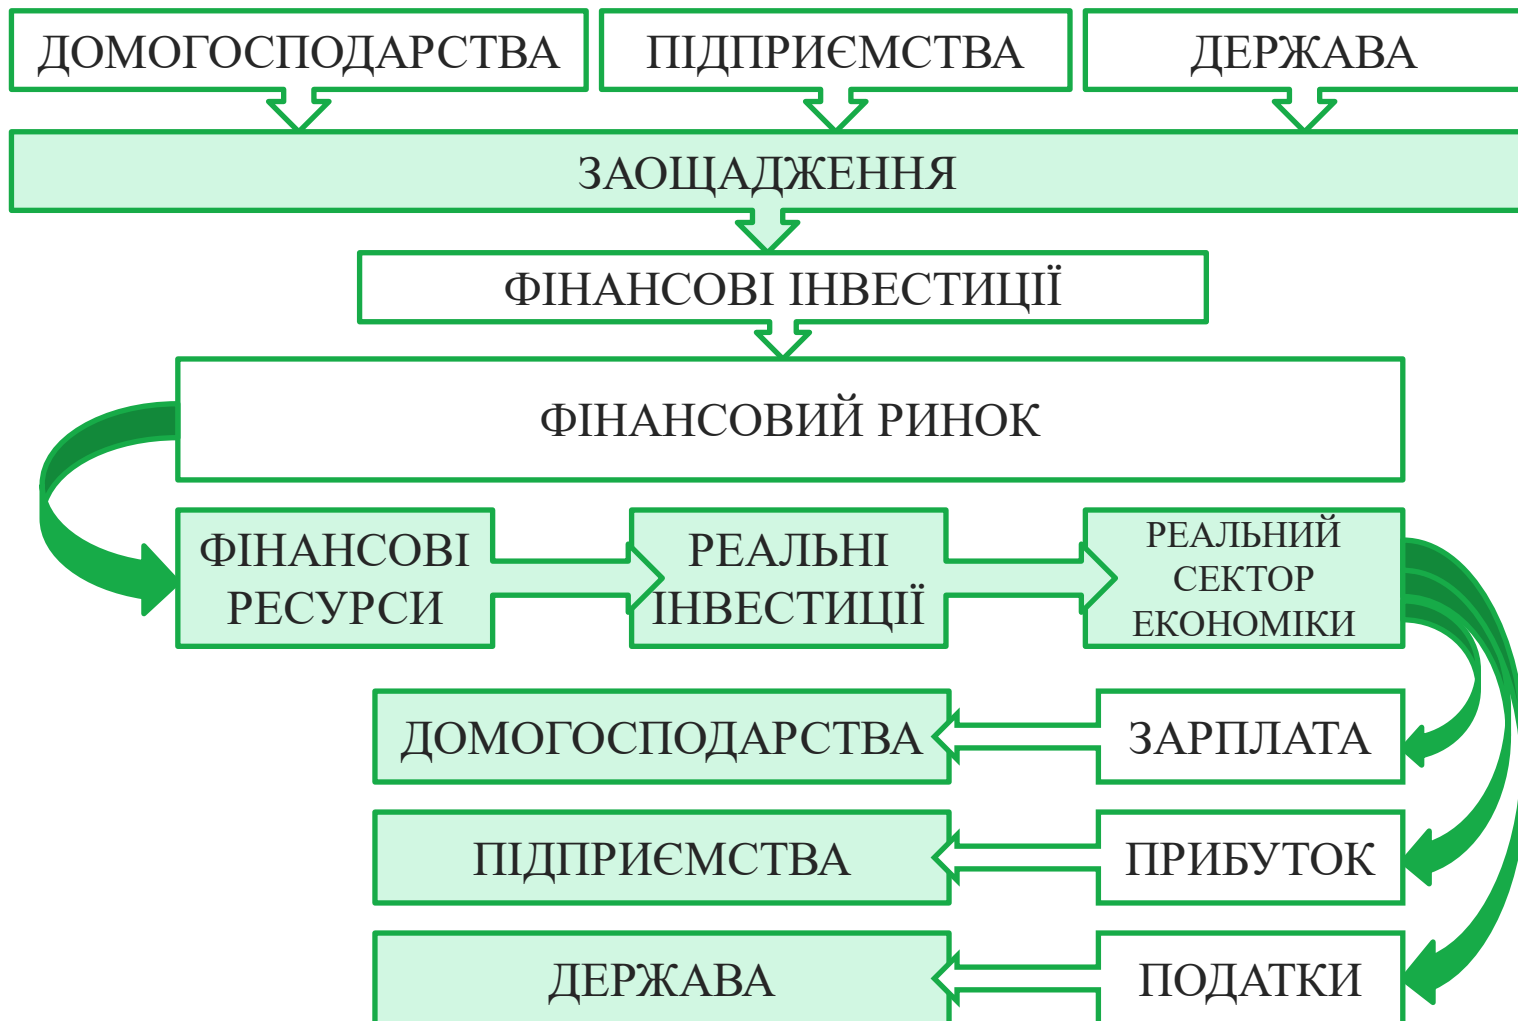 ДОМОГОСПОДАРСТВА
ПІДПРИЄМСТВА
ДЕРЖАВА
ЗАОЩАДЖЕННЯ
ФІНАНСОВІ ІНВЕСТИЦІЇ
ФІНАНСОВИЙ РИНОК
ФІНАНСОВІ
РЕСУРСИ
РЕАЛЬНІ
ІНВЕСТИЦІЇ
РЕАЛЬНИЙ
СЕКТОР
ЕКОНОМІКИ
ДОМОГОСПОДАРСТВА
ЗАРПЛАТА
ПІДПРИЄМСТВА
ПРИБУТОК
ДЕРЖАВА
ПОДАТКИ